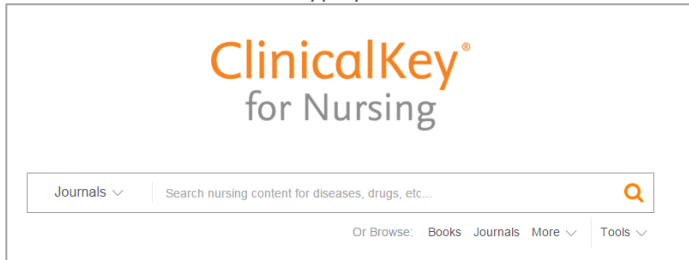 ClinicalKey®
for Nursing
Journals Search nursing content for diseases, drugs, etc...
Or Browse: Books Journals More Tools